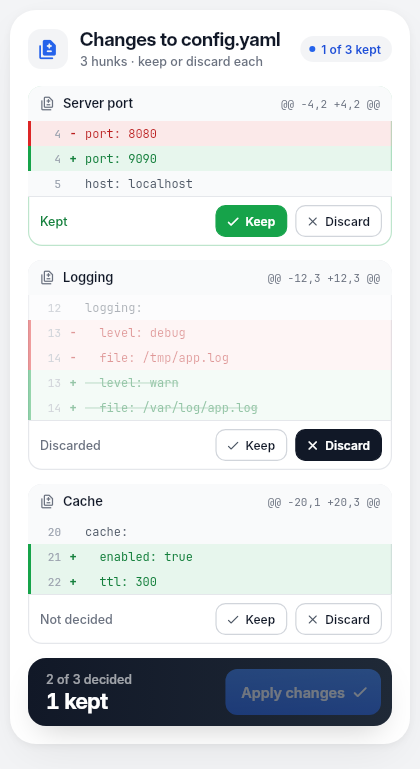 Changes to config.yaml
3 hunks · keep or discard each
1 of 3 kept
Server port @@ -4,2 +4,2 @@
4 - port: 8080
4 + port: 9090
5 host: localhost
Kept Keep Discard
Logging @@ -12,3 +12,3 @@
12 logging:
13 - level: debug
14 - file: /tmp/app.log
13 + level: warn
14 + file: /var/log/app.log
Discarded Keep Discard
Cache @@ -20,1 +20,3 @@
20 cache:
21 + enabled: true
22 + ttl: 300
Not decided Keep Discard
2 of 3 decided
1 kept
Apply changes